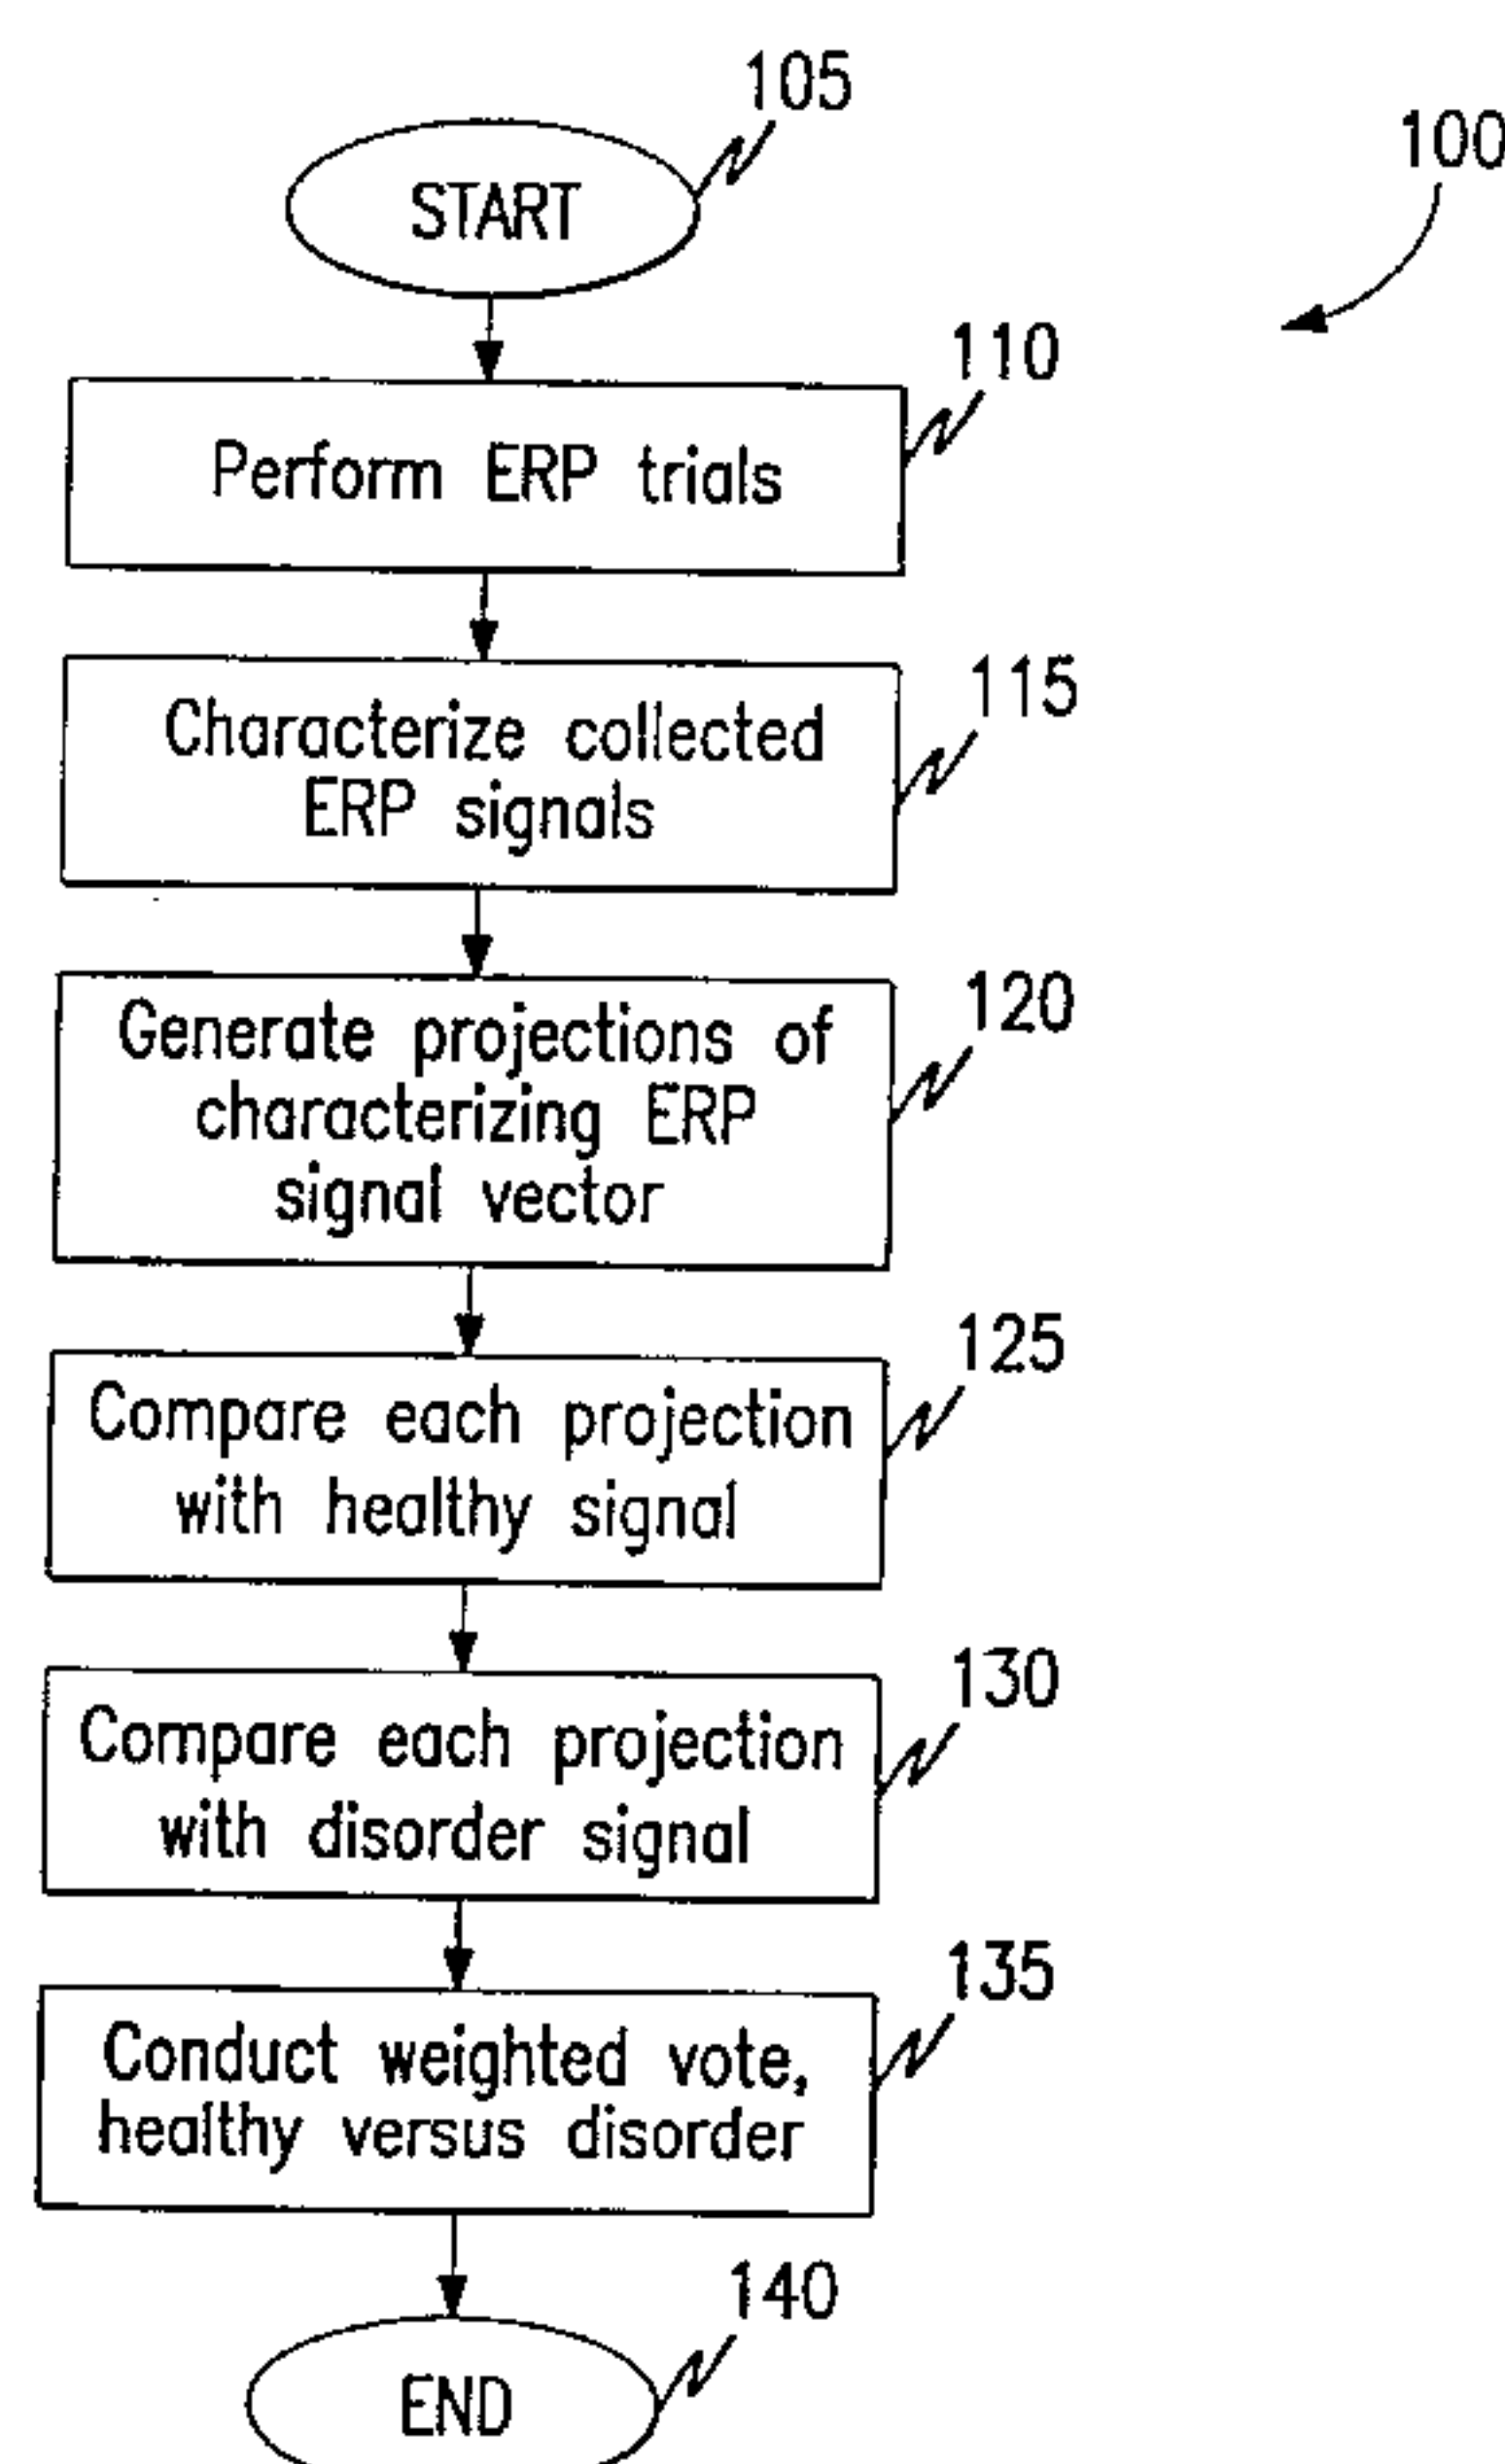 105
100
START
110
Perform ERP trials
115
Characterize collected
ERP signals
120
Generate projections of
characterizing ERP
signal vector
125
Compare each projection
with healthy signal
130
Compare each projection
with disorder signal
135
Conduct weighted vote,
healthy versus disorder
140
END